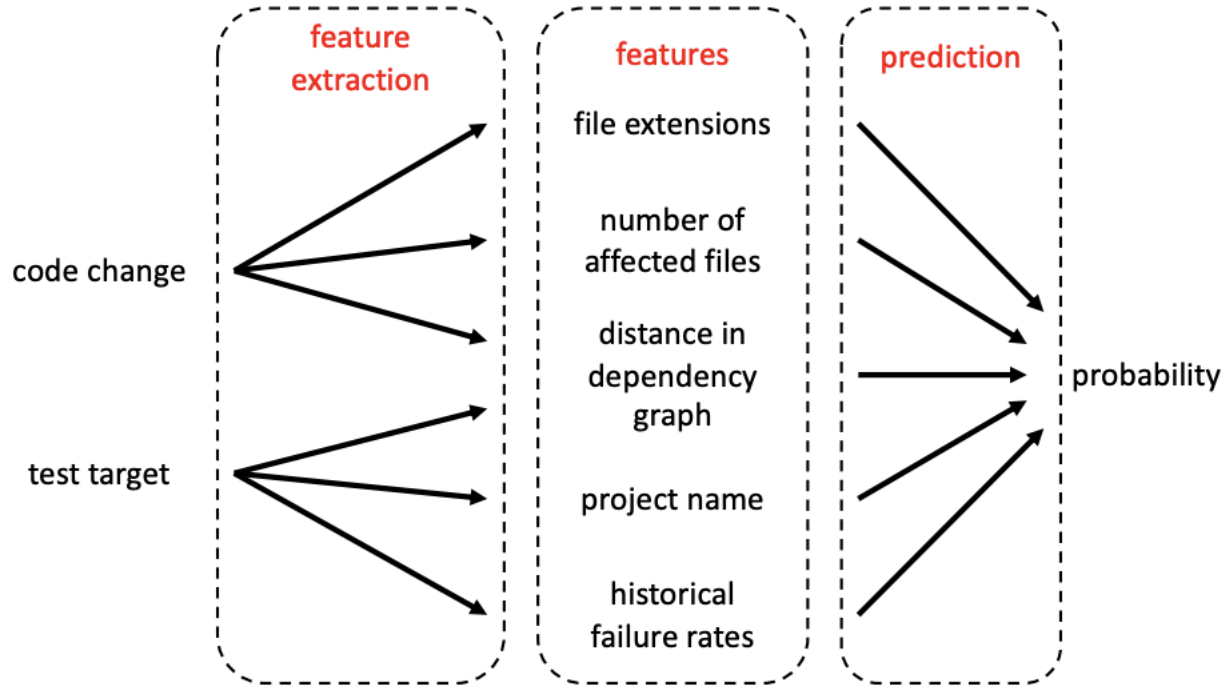 feature
extraction
features
prediction
file extensions
number of
affected files
code change
distance in
dependency
graph
probability
test target
project name
historical
failure rates